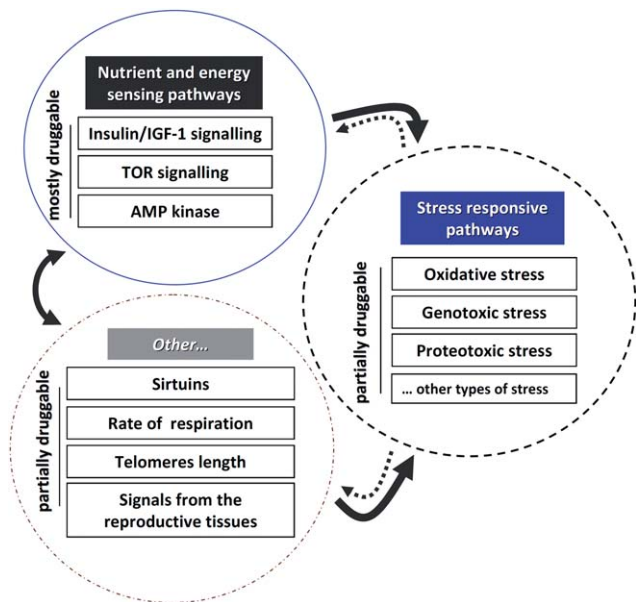 Nutrient and energy
sensing pathways
mostly druggable
Insulin/IGF-1 signalling
TOR signalling
AMP kinase
Stress responsive
pathways
partially druggable
Oxidative stress
Genotoxic stress
Proteotoxic stress
... other types of stress
Other...
partially druggable
Sirtuins
Rate of respiration
Telomeres length
Signals from the
reproductive tissues